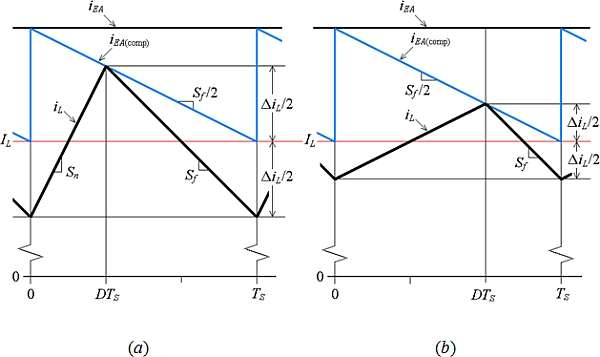 i_EA
i_EA(comp)
S_f/2
Δi_L/2
i_L
I_L
S_n
S_f
Δi_L/2
0
0
DT_S
T_S
(a)
i_EA
i_EA(comp)
S_f/2
i_L
Δi_L/2
Δi_L/2
I_L
S_f
0
0
DT_S
T_S
(b)